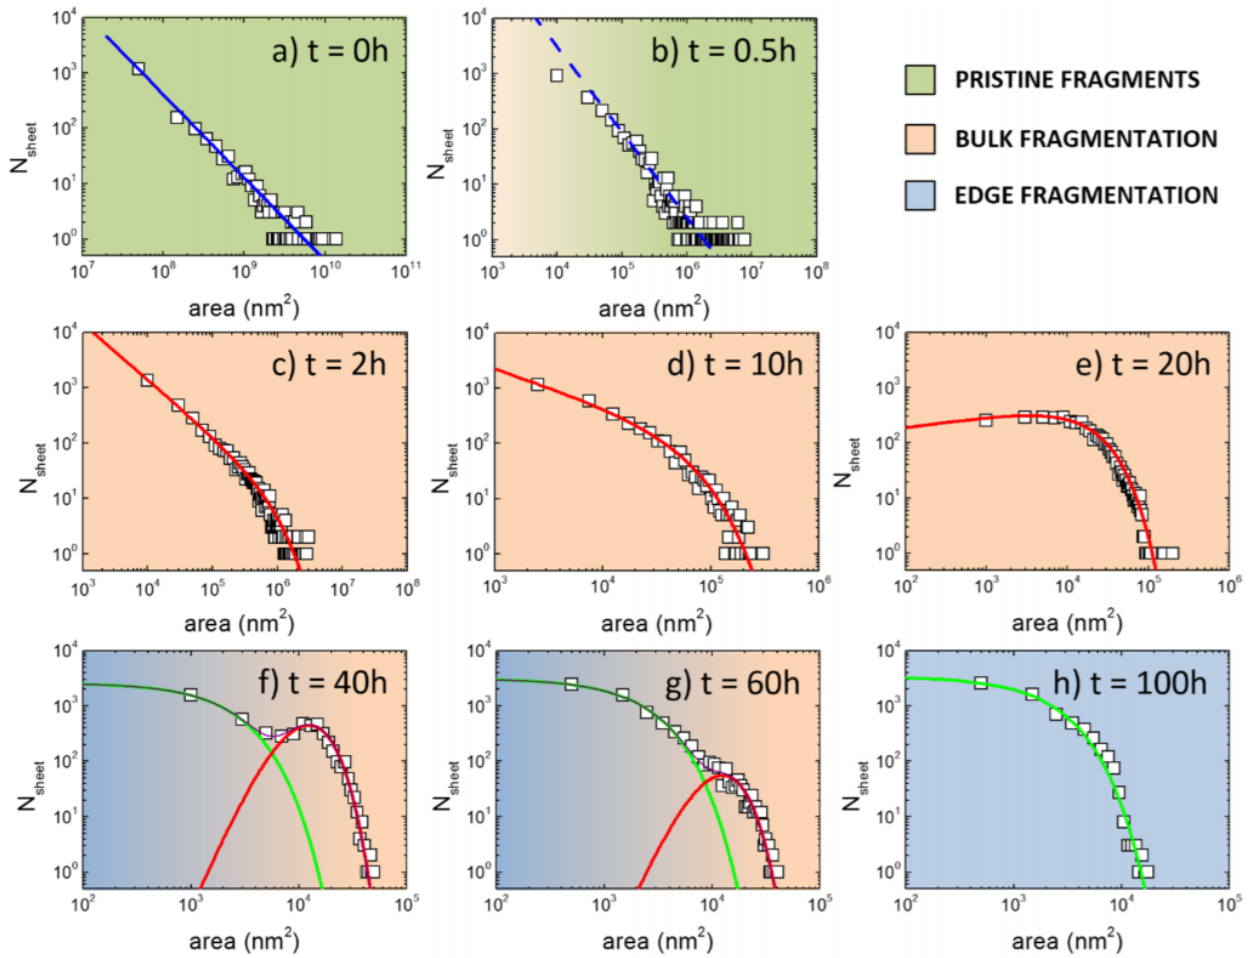 a) t = 0h
10⁴
10³
10²
10¹
10⁰
N_sheet
10⁷ 10⁸ 10⁹ 10¹⁰ 10¹¹
area (nm²)
b) t = 0.5h
10⁴
10³
10²
10¹
10⁰
N_sheet
10³ 10⁴ 10⁵ 10⁶ 10⁷ 10⁸
area (nm²)
PRISTINE FRAGMENTS
BULK FRAGMENTATION
EDGE FRAGMENTATION
c) t = 2h
10⁴
10³
10²
10¹
10⁰
N_sheet
10³ 10⁴ 10⁵ 10⁶ 10⁷ 10⁸
area (nm²)
d) t = 10h
10⁴
10³
10²
10¹
10⁰
N_sheet
10³ 10⁴ 10⁵ 10⁶
area (nm²)
e) t = 20h
10⁴
10³
10²
10¹
10⁰
N_sheet
10² 10³ 10⁴ 10⁵ 10⁶
area (nm²)
f) t = 40h
10⁴
10³
10²
10¹
10⁰
N_sheet
10² 10³ 10⁴ 10⁵
area (nm²)
g) t = 60h
10⁴
10³
10²
10¹
10⁰
N_sheet
10² 10³ 10⁴ 10⁵
area (nm²)
h) t = 100h
10⁴
10³
10²
10¹
10⁰
N_sheet
10² 10³ 10⁴ 10⁵
area (nm²)